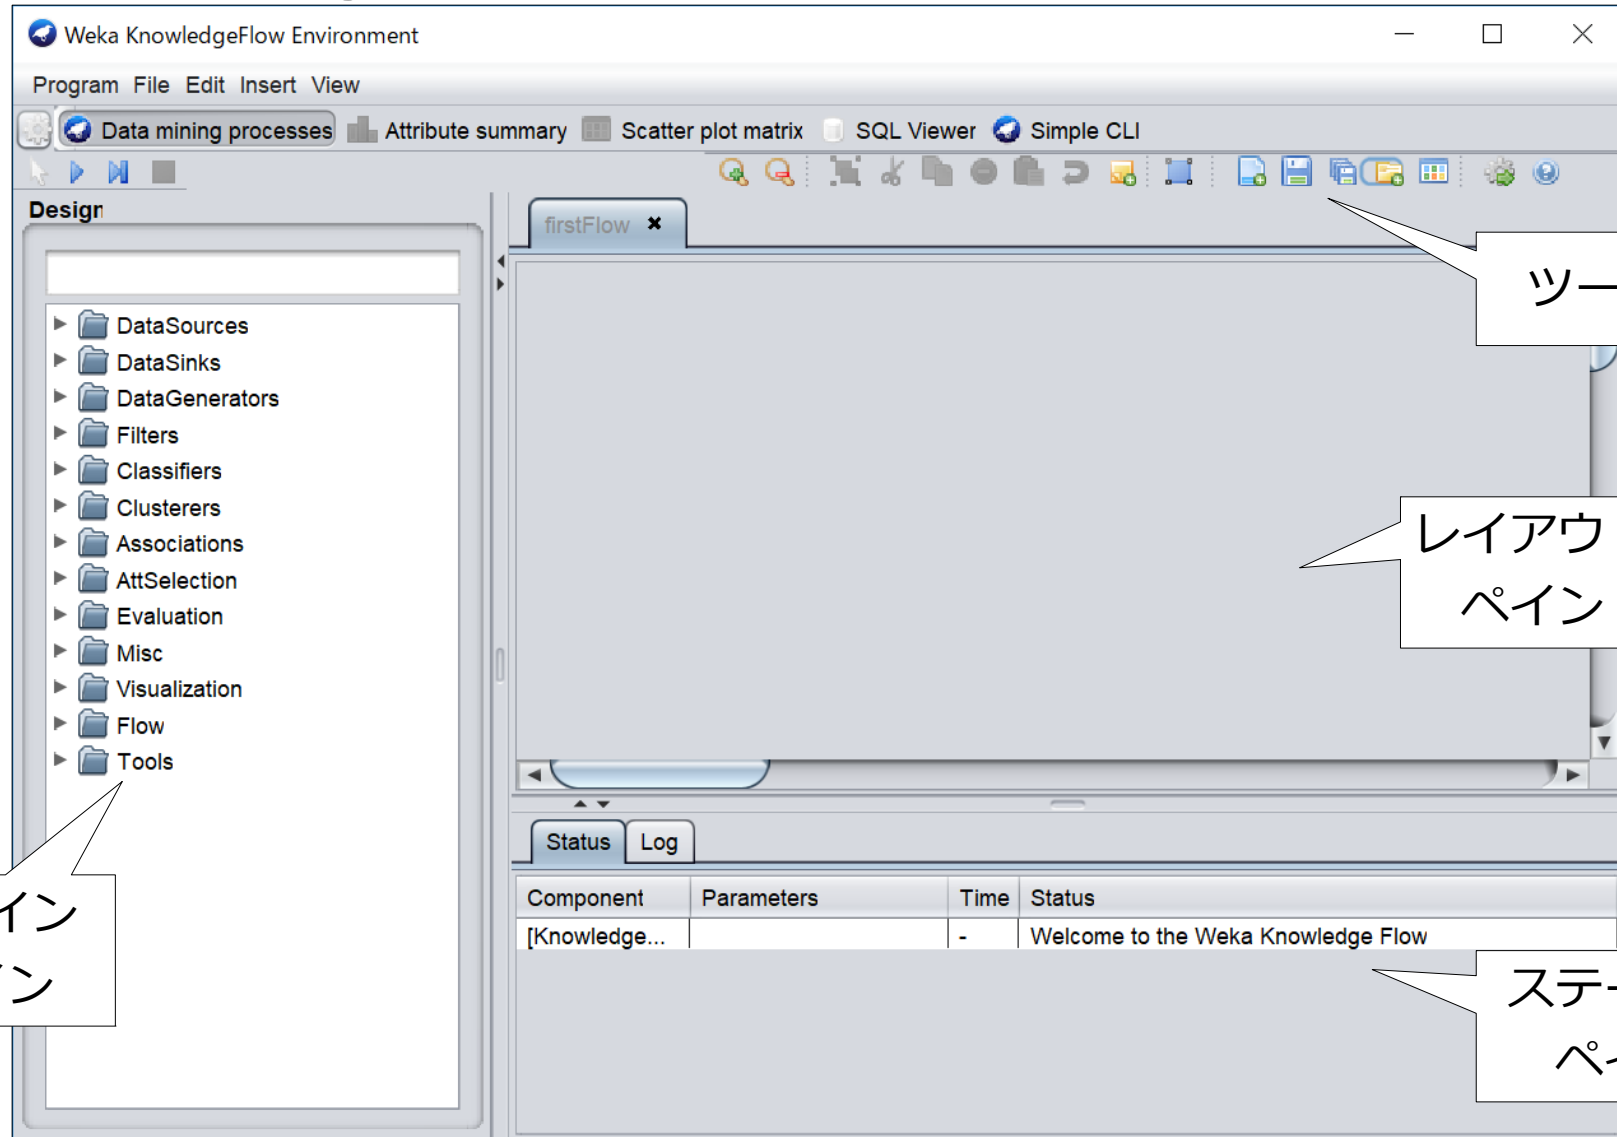 Weka KnowledgeFlow Environment
Program File Edit Insert View
Data mining processes Attribute summary Scatter plot matrix SQL Viewer Simple CLI
Design
firstFlow
ツー
DataSources
DataSinks
DataGenerators
Filters
Classifiers
Clusterers
Associations
AttSelection
Evaluation
Misc
Visualization
Flow
Tools
レイアウ
ペイン
イン
ン
Status Log
Component Parameters Time Status
[Knowledge... - Welcome to the Weka Knowledge Flow
ステー
ペイ